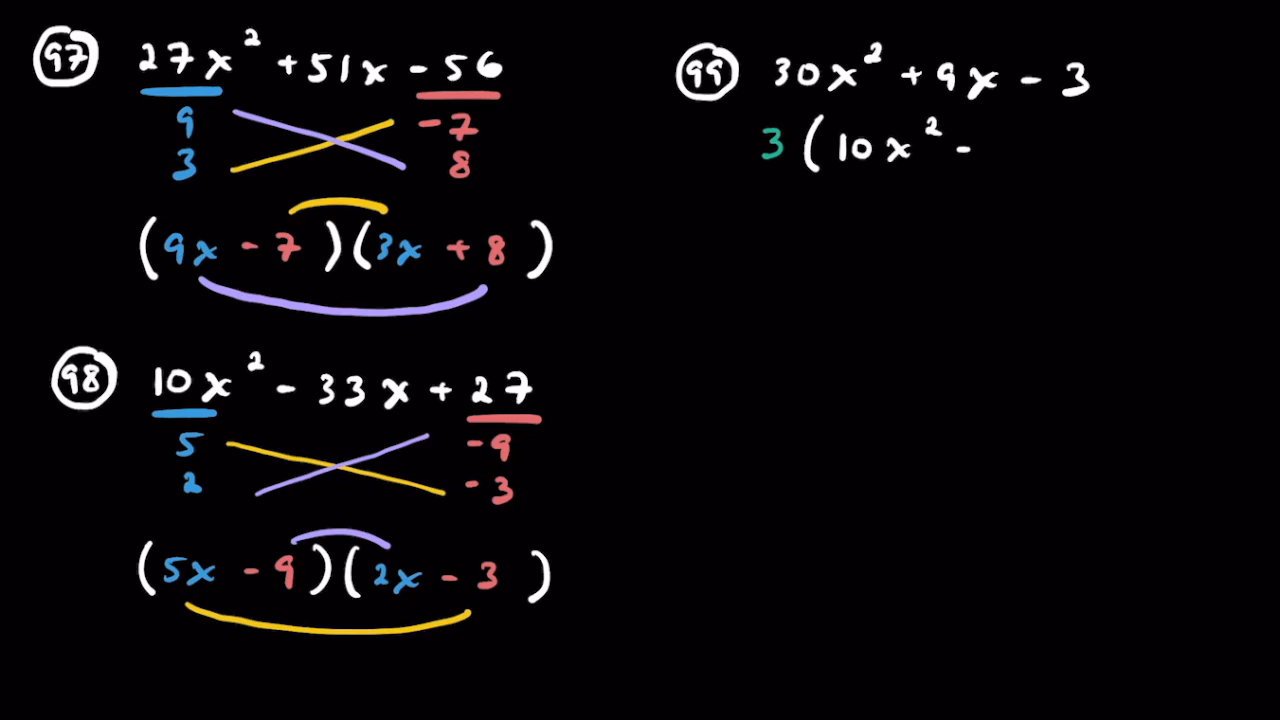 97 27x² + 51x - 56
9 -7
3 8
(9x - 7)(3x + 8)
98 10x² - 33x + 27
5 -9
2 -3
(5x - 9)(2x - 3)
99 30x² + 9x - 3
3(10x² -